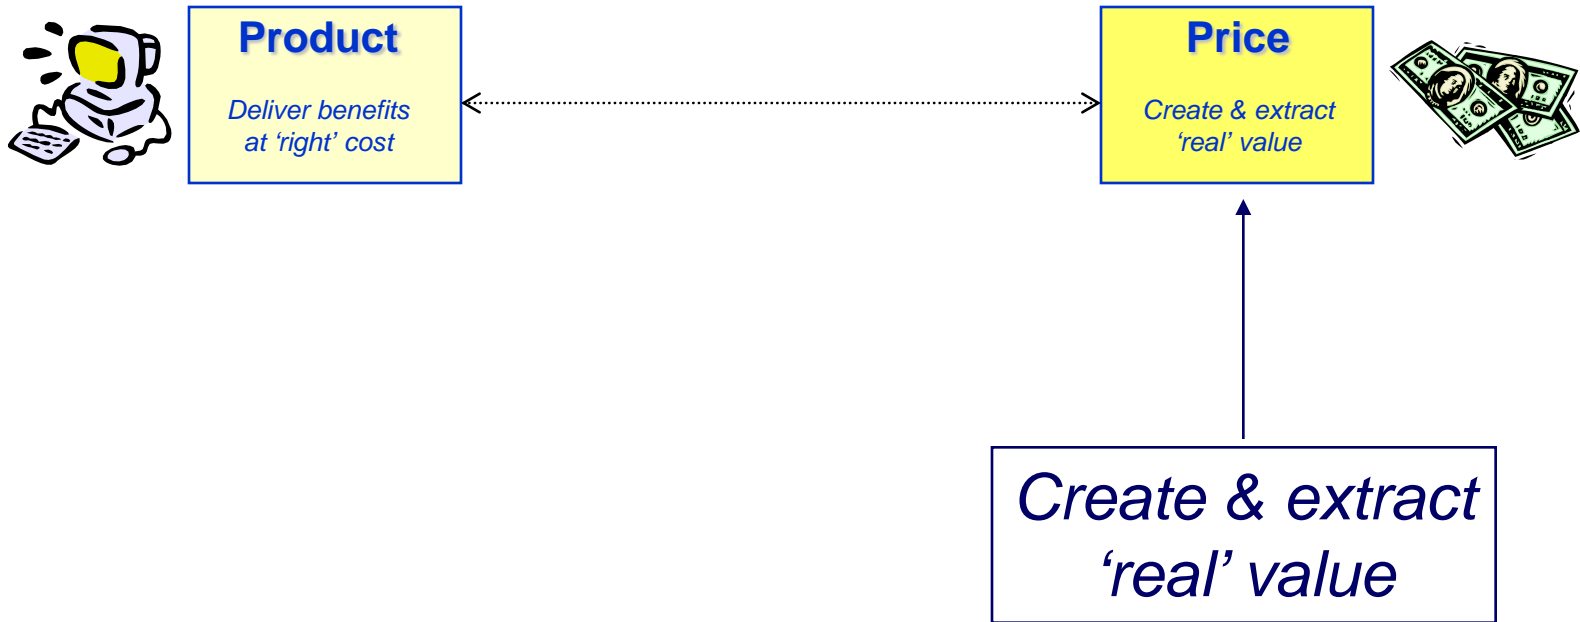 Product
Deliver benefits
at ‘right’ cost
Price
Create & extract
‘real’ value
Create & extract
‘real’ value